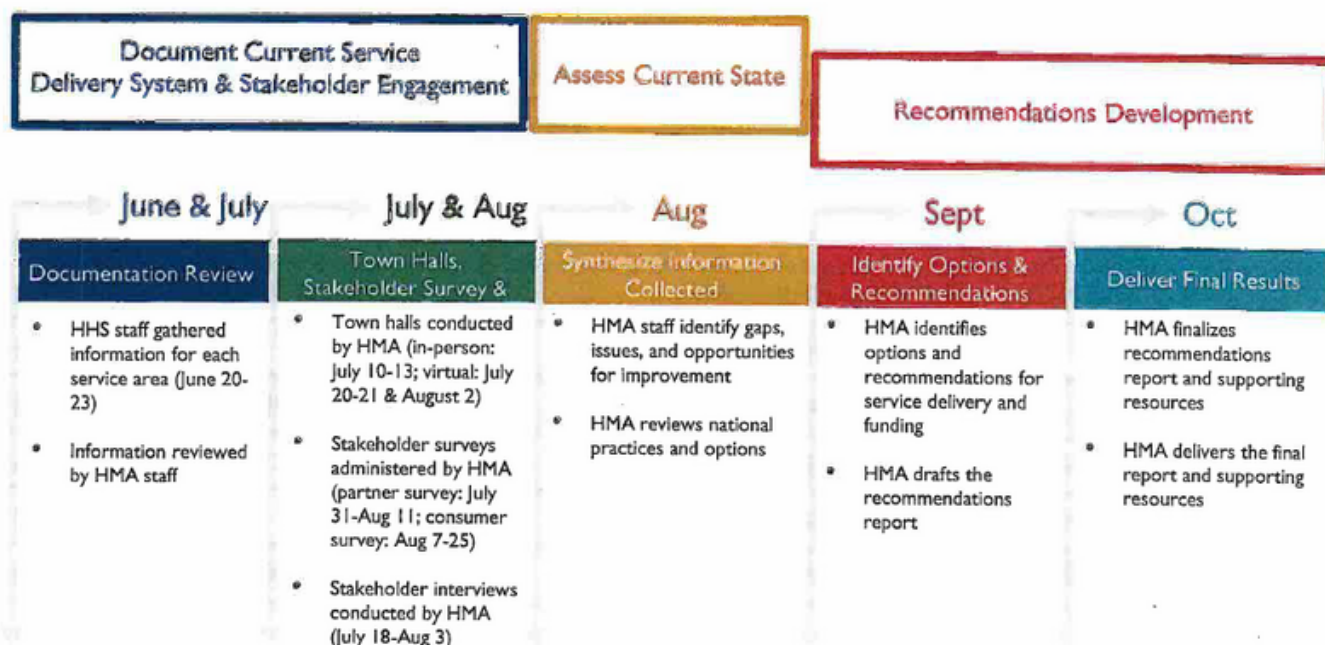 Document Current Service
Delivery System & Stakeholder Engagement
Assess Current State
Recommendations Development
June & July
July & Aug
Aug
Sept
Oct
Documentation Review
Town Halls,
Stakeholder Survey &
Synthesize Information
Collected
Identify Options &
Recommendations
Deliver Final Results
• HHS staff gathered
information for each
service area (June 20-
23)
• Information reviewed
by HMA staff
• Town halls conducted
by HMA (in-person:
July 10-13; virtual: July
20-21 & August 2)
• Stakeholder surveys
administered by HMA
(partner survey: July
31-Aug 11; consumer
survey: Aug 7-25)
• Stakeholder interviews
conducted by HMA
(July 18-Aug 3)
• HMA staff identify gaps,
issues, and opportunities
for improvement
• HMA reviews national
practices and options
• HMA identifies
options and
recommendations for
service delivery and
funding
• HMA drafts the
recommendations
report
• HMA finalizes
recommendations
report and supporting
resources
• HMA delivers the final
report and supporting
resources